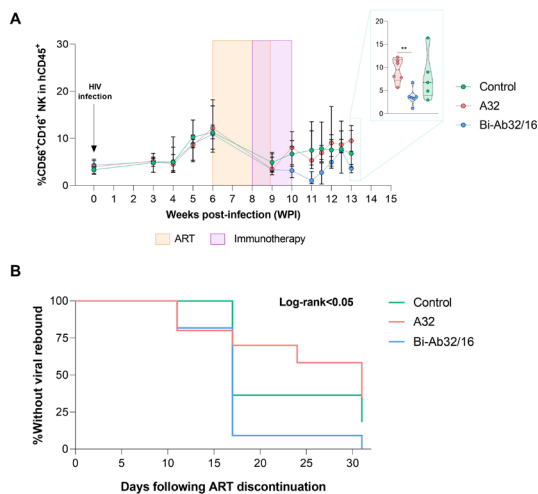 A
%CD56⁺CD16⁺ NK in hCD45⁺
30
20
10
0
HIV
infection
0 1 2 3 4 5 6 7 8 9 10 11 12 13 14 15
Weeks post-infection (WPI)
ART
Immunotherapy
20
15
10
5
0
**
Control
A32
Bi-Ab32/16
B
%Without viral rebound
100
75
50
25
0
0 5 10 15 20 25 30
Days following ART discontinuation
Log-rank<0.05
Control
A32
Bi-Ab32/16